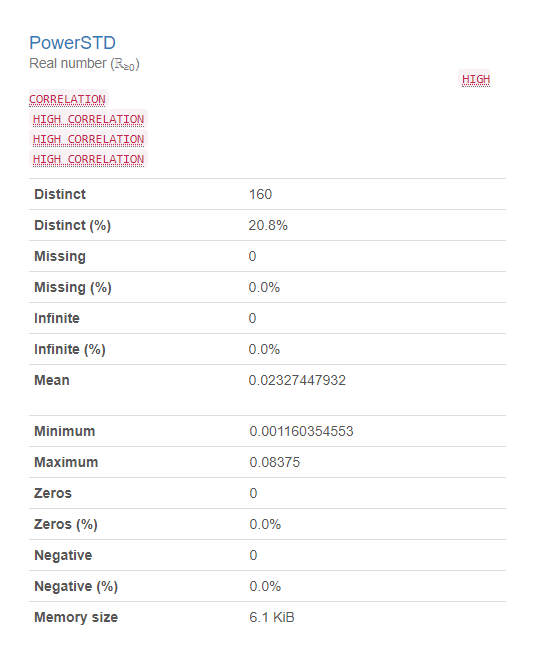 PowerSTD
Real number (ℝ≥0)
HIGH
CORRELATION
HIGH CORRELATION
HIGH CORRELATION
HIGH CORRELATION
Distinct 160
Distinct (%) 20.8%
Missing 0
Missing (%) 0.0%
Infinite 0
Infinite (%) 0.0%
Mean 0.02327447932
Minimum 0.001160354553
Maximum 0.08375
Zeros 0
Zeros (%) 0.0%
Negative 0
Negative (%) 0.0%
Memory size 6.1 KiB